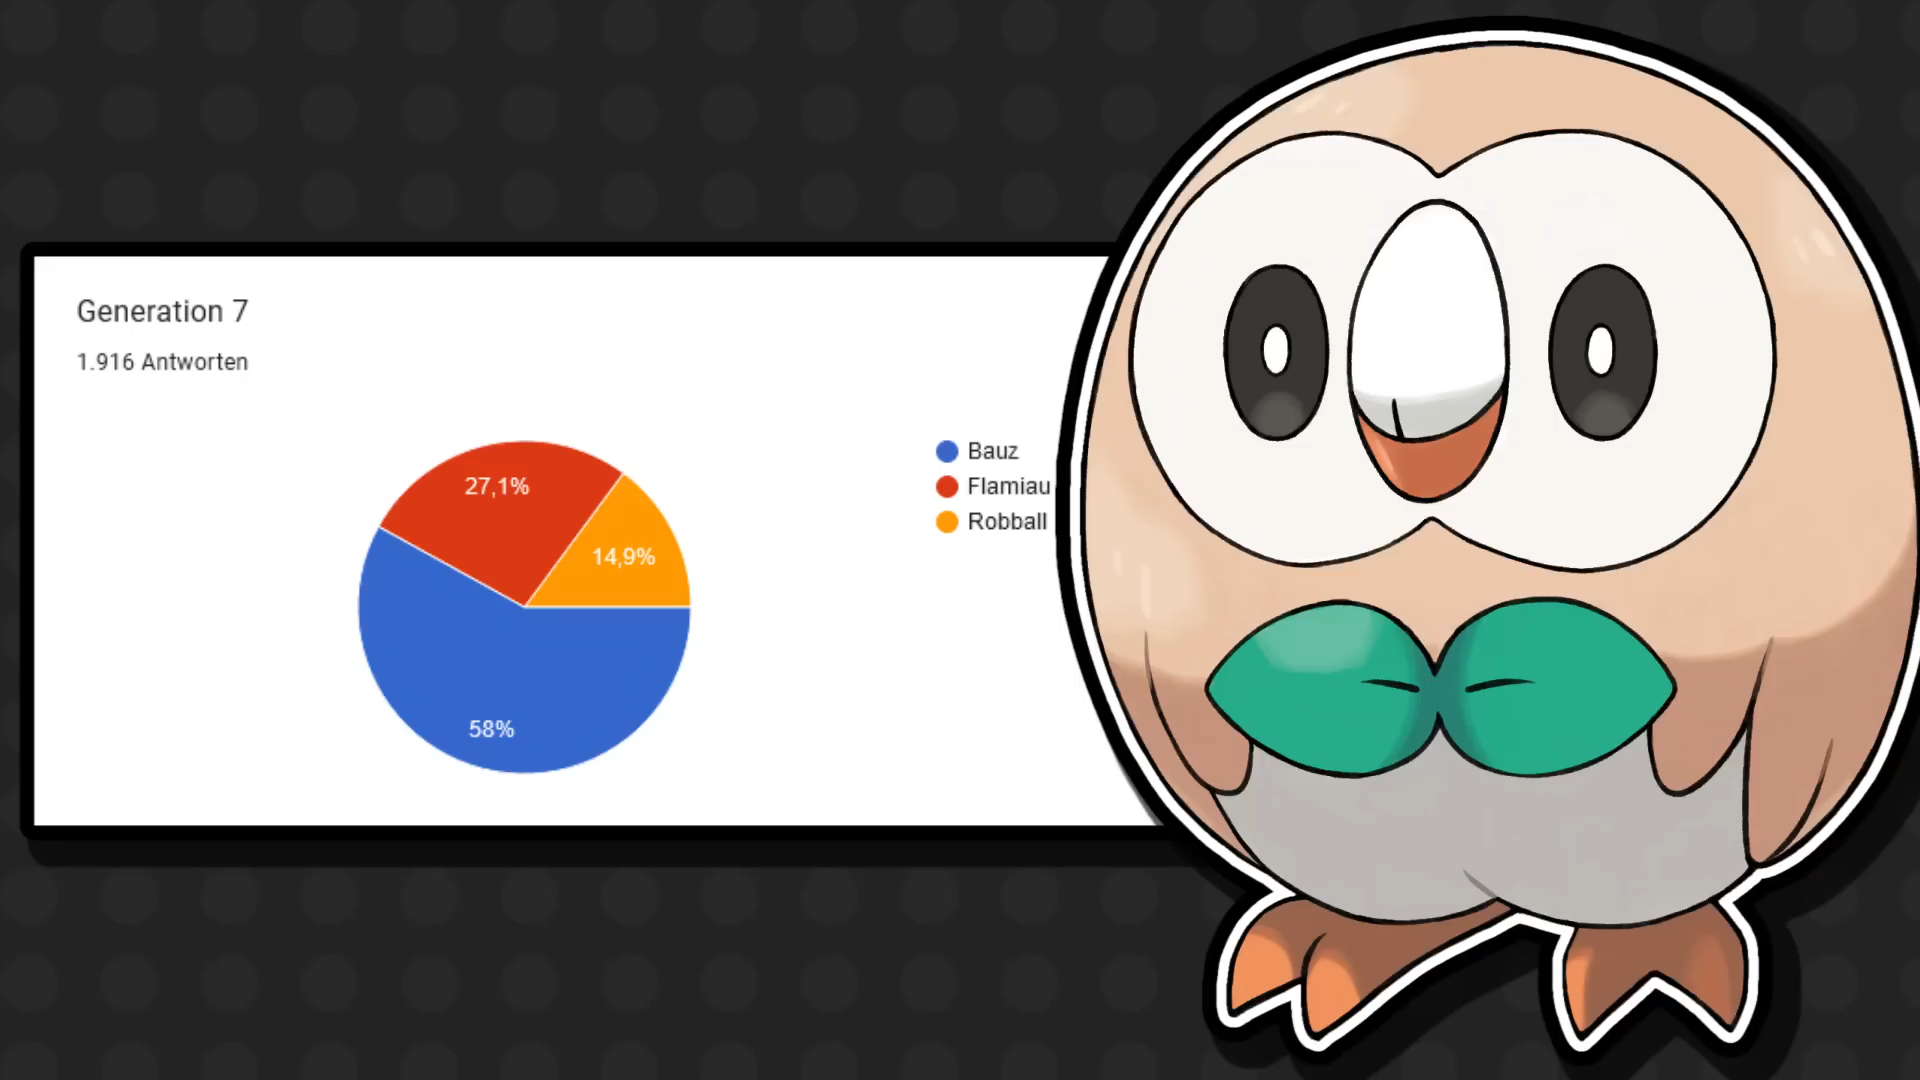 Generation 7
1.916 Antworten
27,1%
14,9%
58%
Bauz
Flamiau
Robball